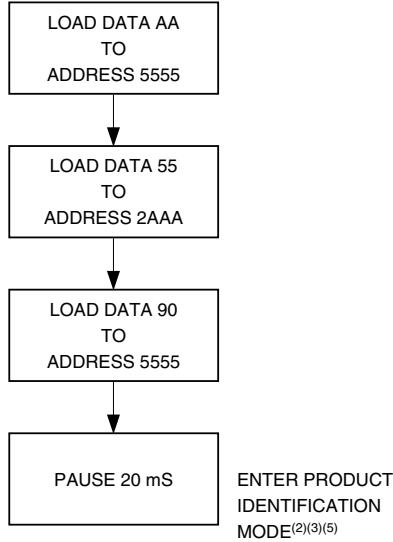 LOAD DATA AA
TO
ADDRESS 5555
LOAD DATA 55
TO
ADDRESS 2AAA
LOAD DATA 90
TO
ADDRESS 5555
PAUSE 20 mS
ENTER PRODUCT
IDENTIFICATION
MODE(2)(3)(5)